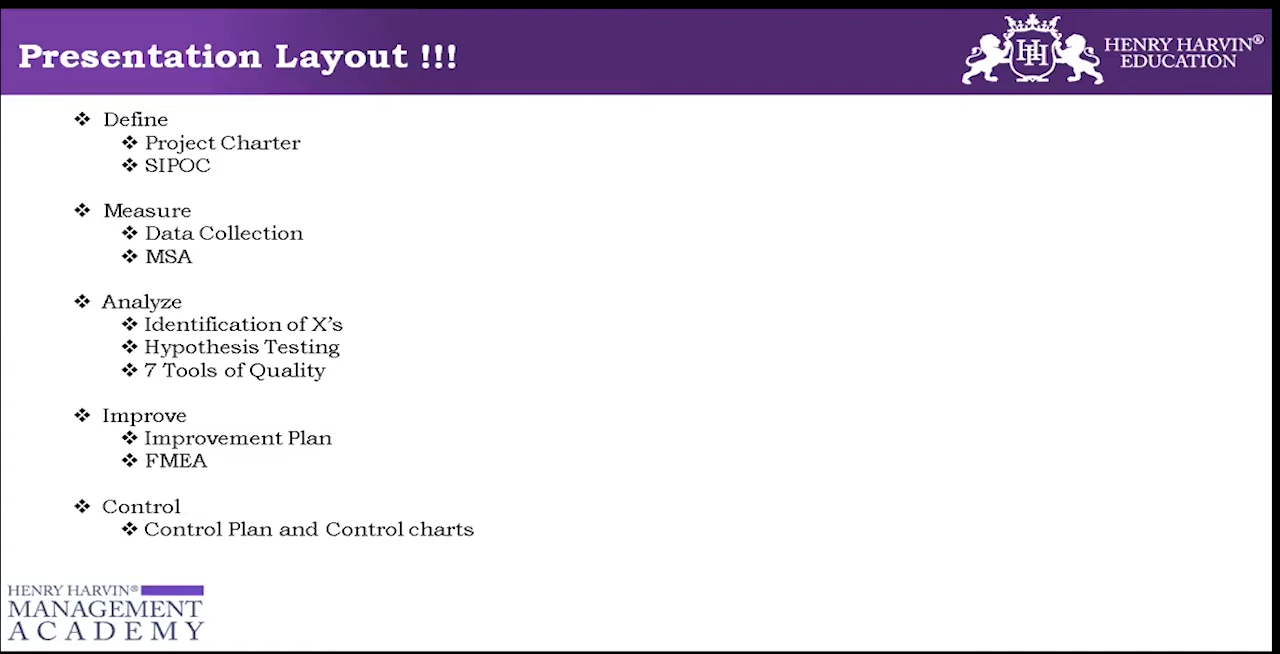 Presentation Layout !!!
HH
HENRY HARVIN®
EDUCATION
❖ Define
❖ Project Charter
❖ SIPOC
❖ Measure
❖ Data Collection
❖ MSA
❖ Analyze
❖ Identification of X’s
❖ Hypothesis Testing
❖ 7 Tools of Quality
❖ Improve
❖ Improvement Plan
❖ FMEA
❖ Control
❖ Control Plan and Control charts
HENRY HARVIN®
MANAGEMENT
ACADEMY